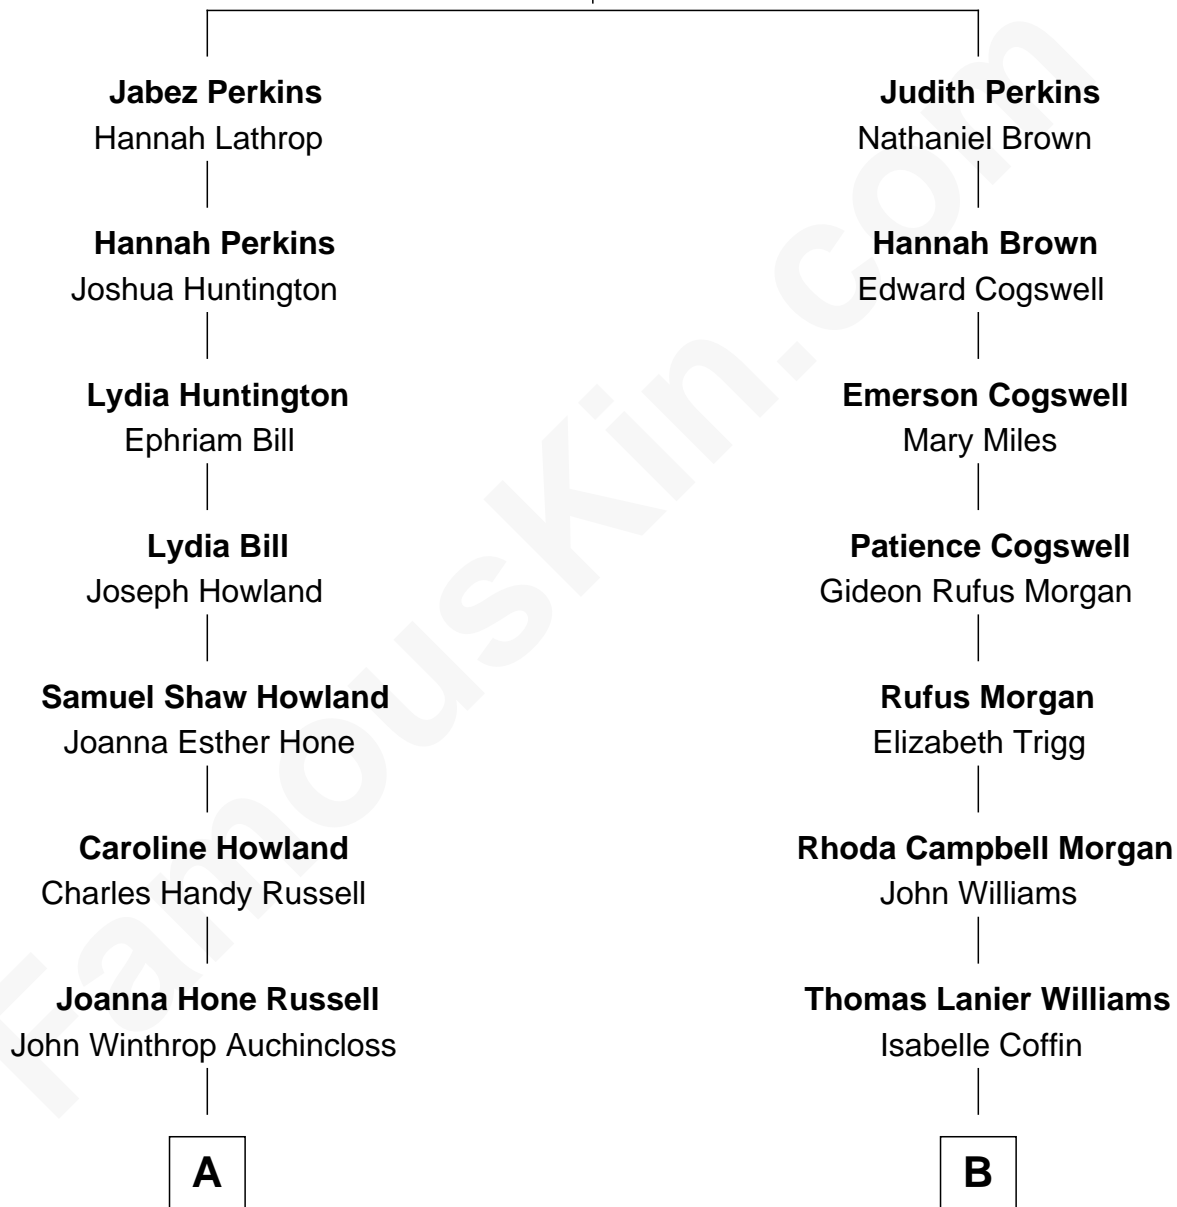 Jabez Perkins
Hannah Lathrop
Judith Perkins
Nathaniel Brown
Hannah Perkins
Joshua Huntington
Hannah Brown
Edward Cogswell
Lydia Huntington
Ephriam Bill
Emerson Cogswell
Mary Miles
Lydia Bill
Joseph Howland
Patience Cogswell
Gideon Rufus Morgan
Samuel Shaw Howland
Joanna Esther Hone
Rufus Morgan
Elizabeth Trigg
Caroline Howland
Charles Handy Russell
Rhoda Campbell Morgan
John Williams
Joanna Hone Russell
John Winthrop Auchincloss
Thomas Lanier Williams
Isabelle Coffin
A
B
FamousKin.com